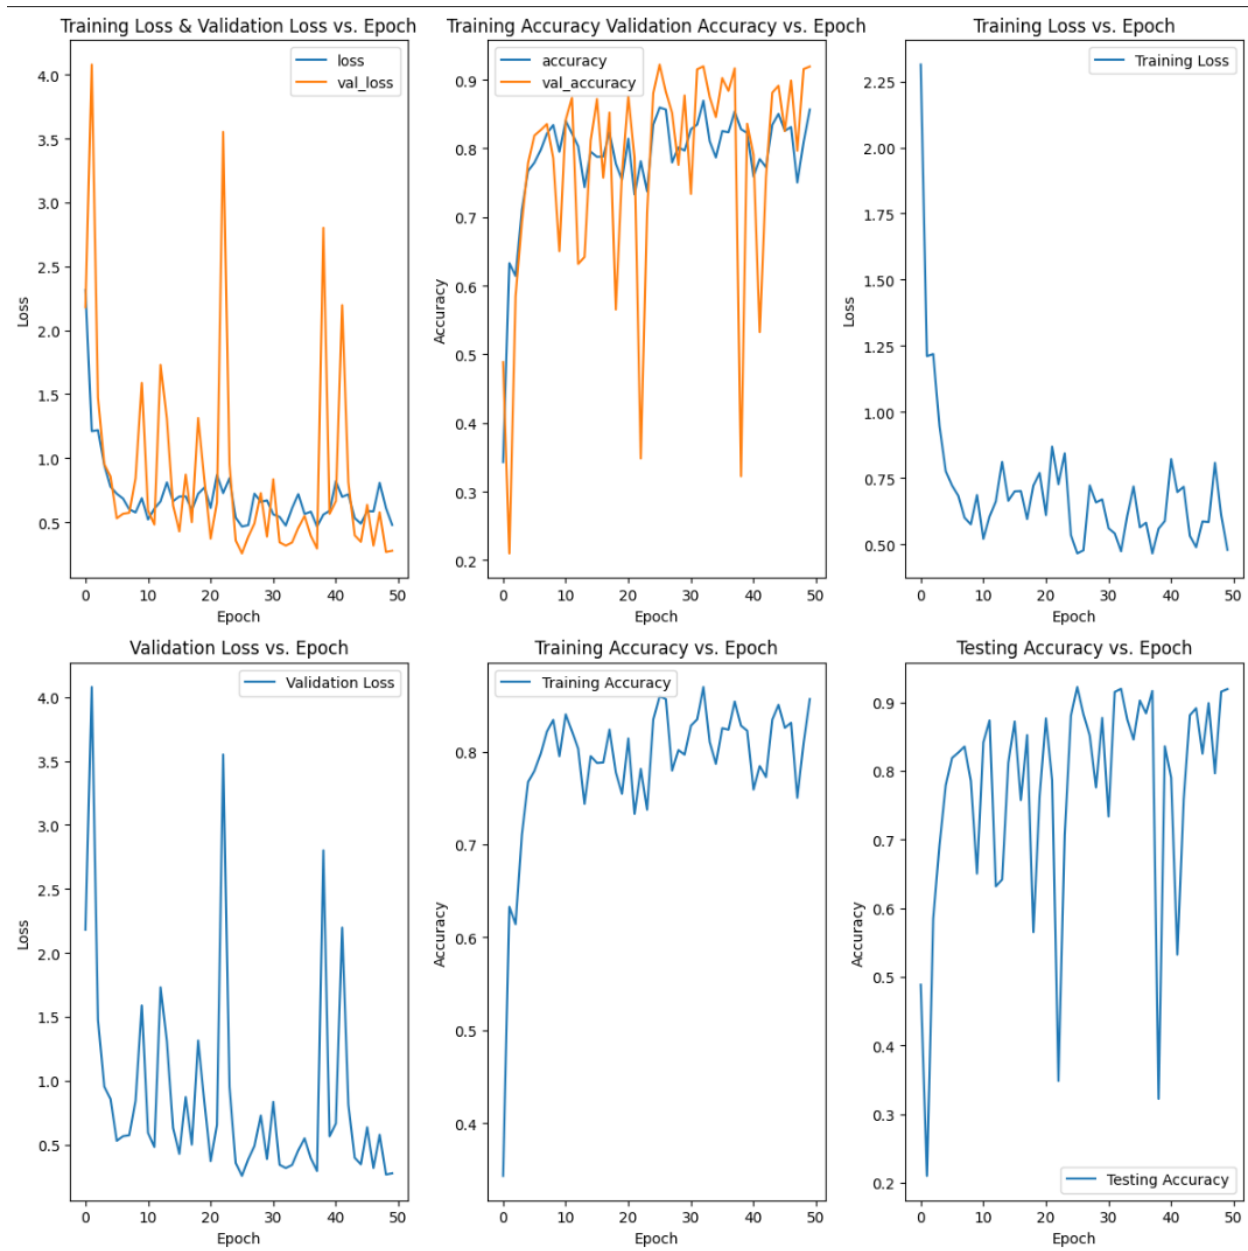 Training Loss & Validation Loss vs. Epoch
loss
val_loss
4.0
3.5
3.0
2.5
2.0
1.5
1.0
0.5
Loss
0 10 20 30 40 50
Epoch
Training Accuracy Validation Accuracy vs. Epoch
accuracy
val_accuracy
0.9
0.8
0.7
0.6
0.5
0.4
0.3
0.2
Accuracy
0 10 20 30 40 50
Epoch
Training Loss vs. Epoch
Training Loss
2.25
2.00
1.75
1.50
1.25
1.00
0.75
0.50
Loss
0 10 20 30 40 50
Epoch
Validation Loss vs. Epoch
Validation Loss
4.0
3.5
3.0
2.5
2.0
1.5
1.0
0.5
Loss
0 10 20 30 40 50
Epoch
Training Accuracy vs. Epoch
Training Accuracy
0.8
0.7
0.6
0.5
0.4
Accuracy
0 10 20 30 40 50
Epoch
Testing Accuracy vs. Epoch
0.9
0.8
0.7
0.6
0.5
0.4
0.3
0.2
Accuracy
Testing Accuracy
0 10 20 30 40 50
Epoch